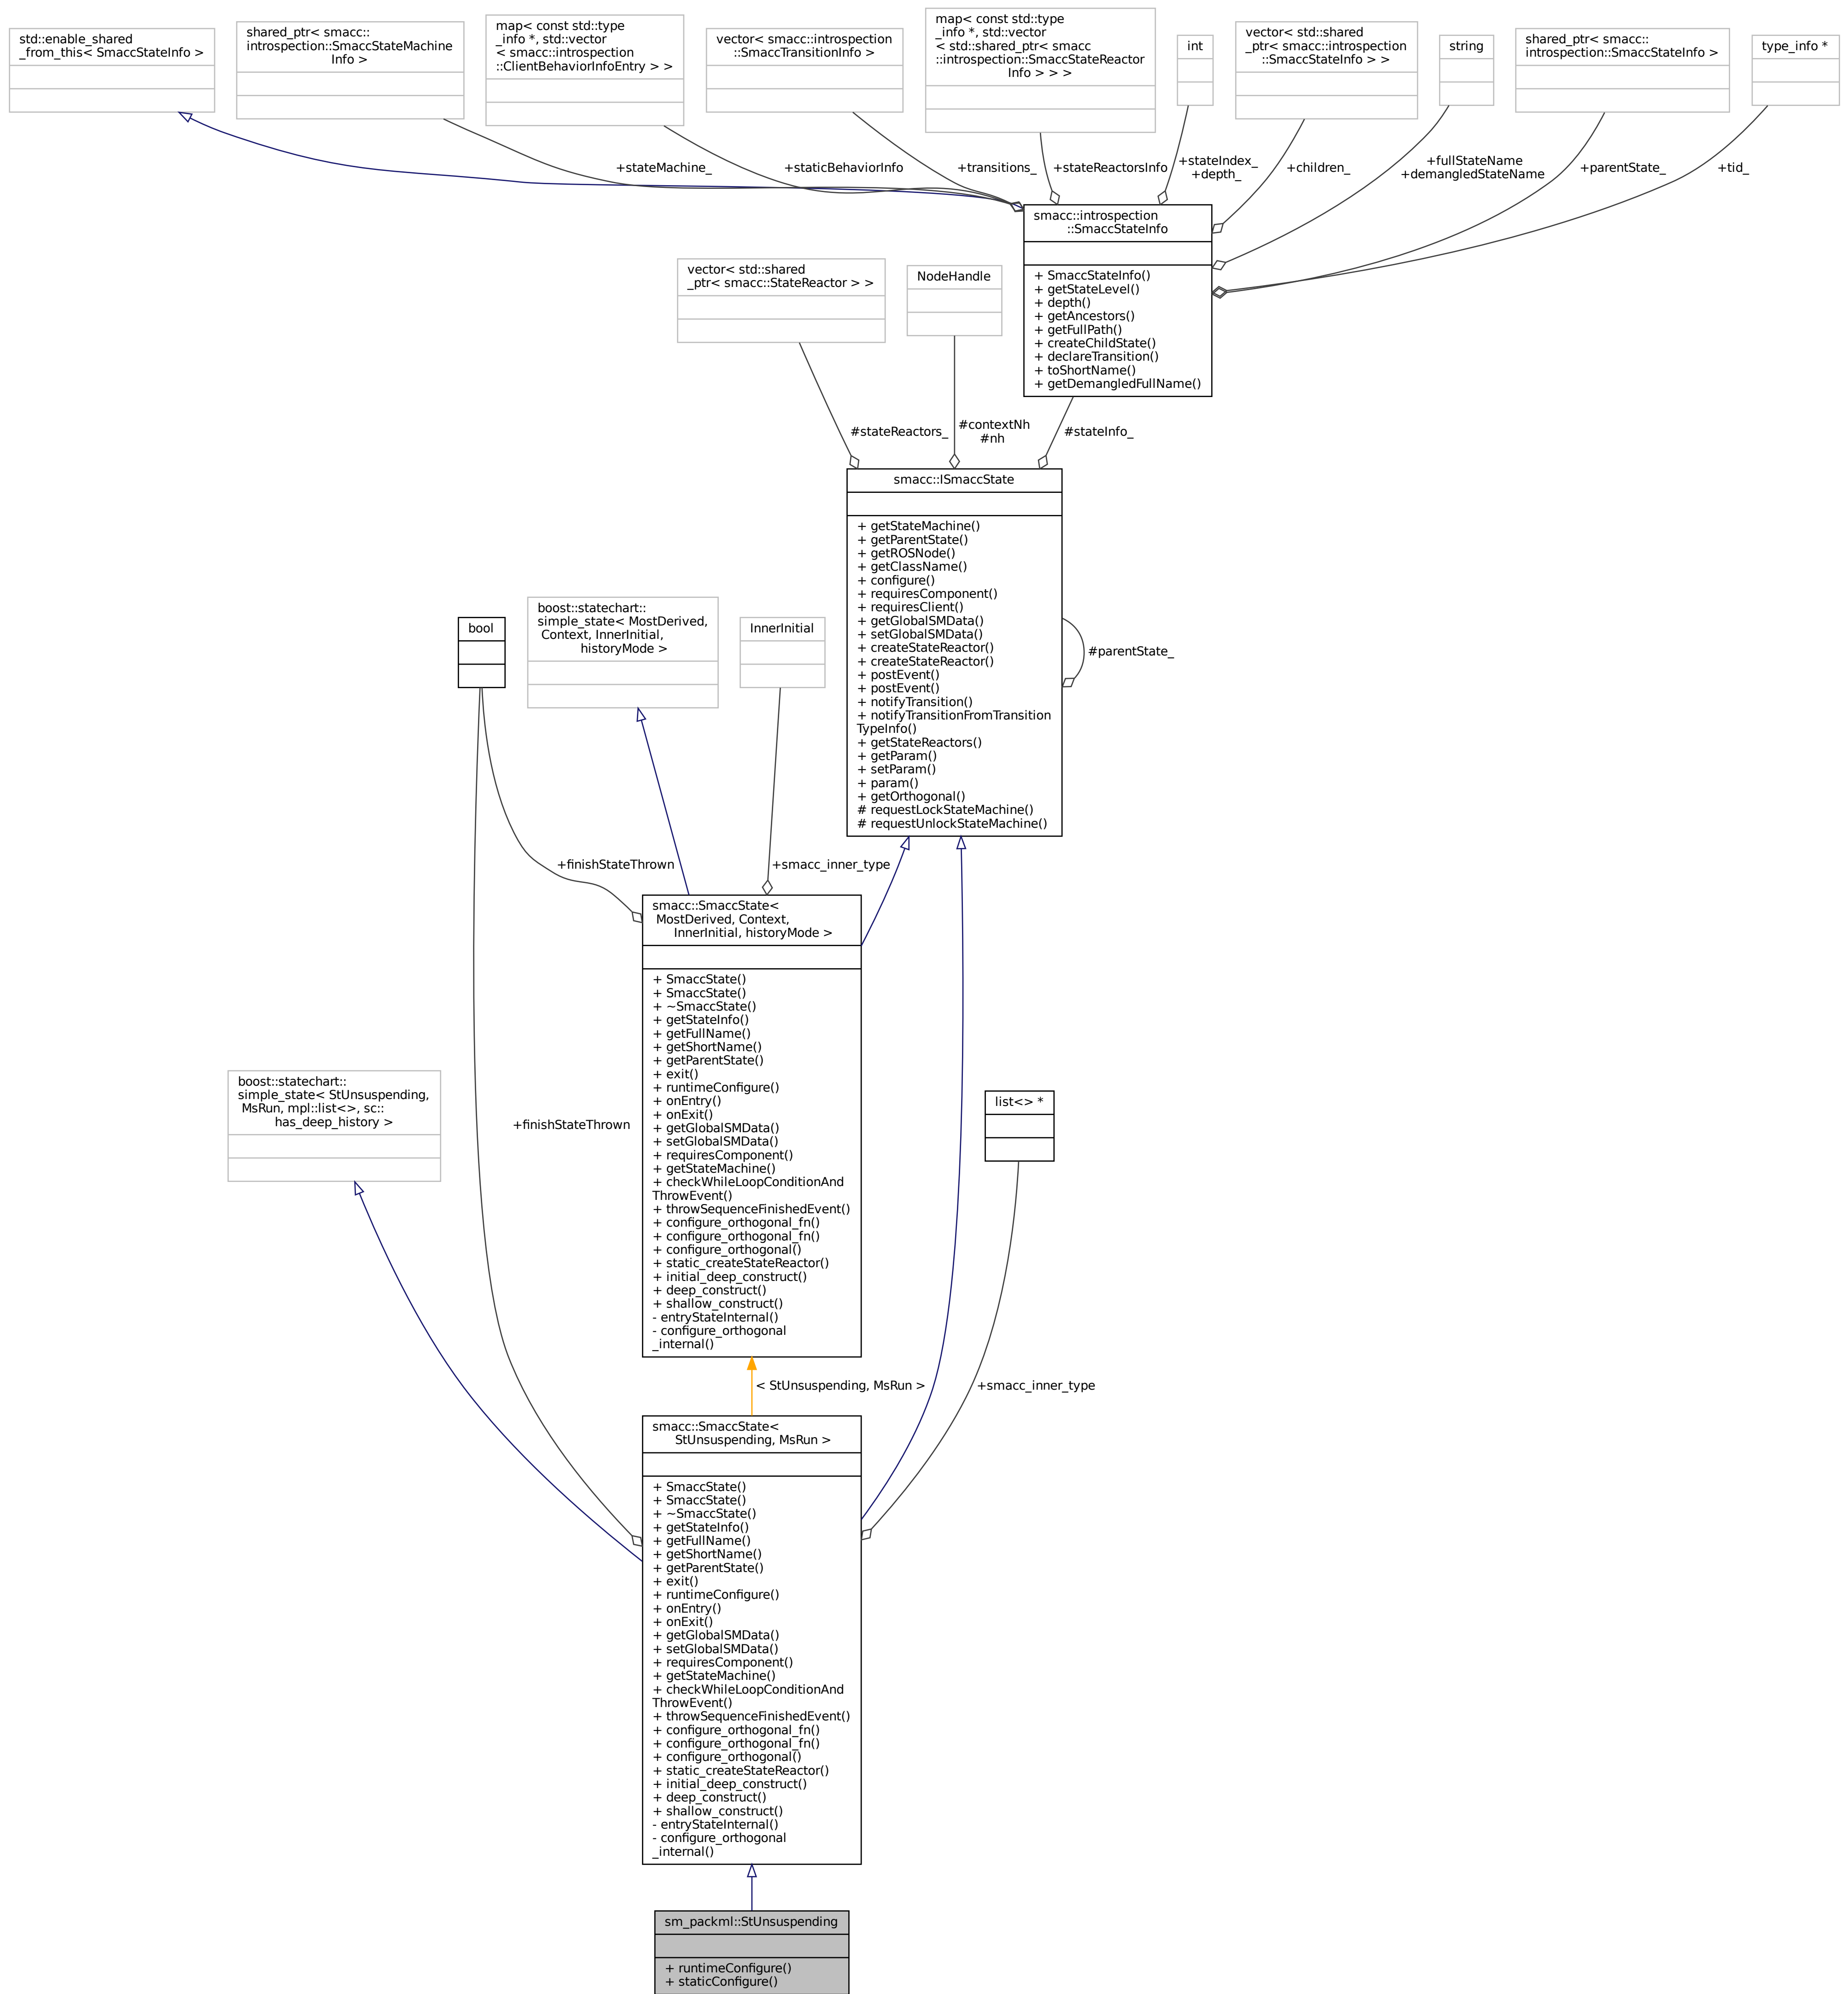 std::enable_shared
_from_this< SmaccStateInfo >
shared_ptr< smacc::
introspection::SmaccStateMachine
Info >
map< const std::type
_info *, std::vector
< smacc::introspection
::ClientBehaviorInfoEntry > >
vector< smacc::introspection
::SmaccTransitionInfo >
map< const std::type
_info *, std::vector
< std::shared_ptr< smacc
::introspection::SmaccStateReactor
Info > > >
int
vector< std::shared
_ptr< smacc::introspection
::SmaccStateInfo > >
string
shared_ptr< smacc::
introspection::SmaccStateInfo >
type_info *
+stateMachine_
+staticBehaviorInfo
+transitions_
+stateReactorsInfo
+stateIndex_
+depth_
+children_
+fullStateName
+demangledStateName
+parentState_
+tid_
smacc::introspection
::SmaccStateInfo
+ SmaccStateInfo()
+ getStateLevel()
+ depth()
+ getAncestors()
+ getFullPath()
+ createChildState()
+ declareTransition()
+ toShortName()
+ getDemangledFullName()
vector< std::shared
_ptr< smacc::StateReactor > >
NodeHandle
#stateReactors_
#contextNh
#nh
#stateInfo_
smacc::ISmaccState
+ getStateMachine()
+ getParentState()
+ getROSNode()
+ getClassName()
+ configure()
+ requiresComponent()
+ requiresClient()
+ getGlobalSMData()
+ setGlobalSMData()
+ createStateReactor()
+ createStateReactor()
+ postEvent()
+ postEvent()
+ notifyTransition()
+ notifyTransitionFromTransition
TypeInfo()
+ getStateReactors()
+ getParam()
+ setParam()
+ param()
+ getOrthogonal()
# requestLockStateMachine()
# requestUnlockStateMachine()
#parentState_
bool
boost::statechart::
simple_state< MostDerived,
Context, InnerInitial,
historyMode >
InnerInitial
+finishStateThrown
+smacc_inner_type
smacc::SmaccState<
MostDerived, Context,
InnerInitial, historyMode >
+ SmaccState()
+ SmaccState()
+ ~SmaccState()
+ getStateInfo()
+ getFullName()
+ getShortName()
+ getParentState()
+ exit()
+ runtimeConfigure()
+ onEntry()
+ onExit()
+ getGlobalSMData()
+ setGlobalSMData()
+ requiresComponent()
+ getStateMachine()
+ checkWhileLoopConditionAnd
ThrowEvent()
+ throwSequenceFinishedEvent()
+ configure_orthogonal_fn()
+ configure_orthogonal_fn()
+ configure_orthogonal()
+ static_createStateReactor()
+ initial_deep_construct()
+ deep_construct()
+ shallow_construct()
- entryStateInternal()
- configure_orthogonal
_internal()
boost::statechart::
simple_state< StUnsuspending,
MsRun, mpl::list<>, sc::
has_deep_history >
+finishStateThrown
list<> *
< StUnsuspending, MsRun >
+smacc_inner_type
smacc::SmaccState<
StUnsuspending, MsRun >
+ SmaccState()
+ SmaccState()
+ ~SmaccState()
+ getStateInfo()
+ getFullName()
+ getShortName()
+ getParentState()
+ exit()
+ runtimeConfigure()
+ onEntry()
+ onExit()
+ getGlobalSMData()
+ setGlobalSMData()
+ requiresComponent()
+ getStateMachine()
+ checkWhileLoopConditionAnd
ThrowEvent()
+ throwSequenceFinishedEvent()
+ configure_orthogonal_fn()
+ configure_orthogonal_fn()
+ configure_orthogonal()
+ static_createStateReactor()
+ initial_deep_construct()
+ deep_construct()
+ shallow_construct()
- entryStateInternal()
- configure_orthogonal
_internal()
sm_packml::StUnsuspending
+ runtimeConfigure()
+ staticConfigure()